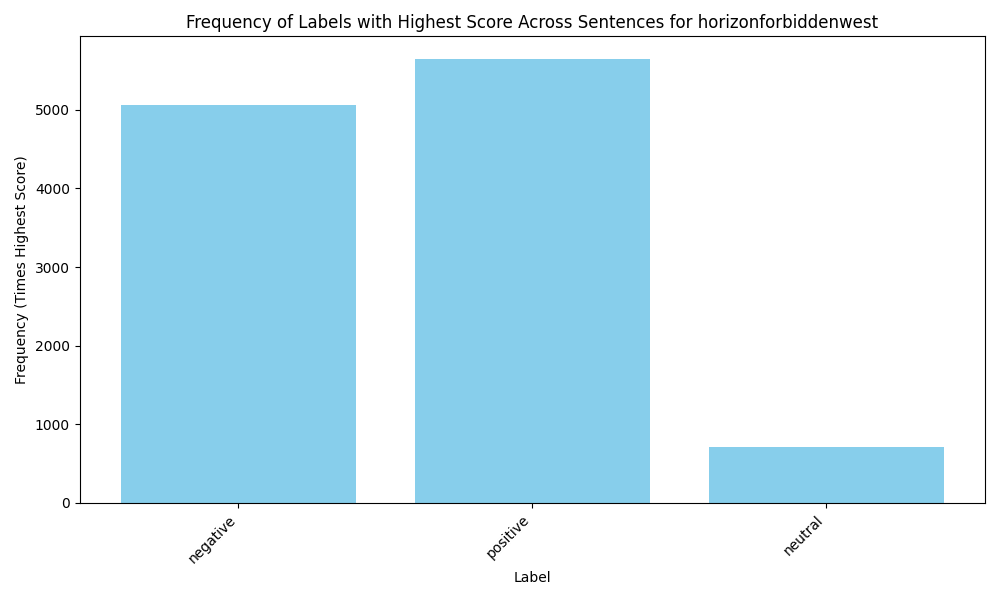 Frequency of Labels with Highest Score Across Sentences for horizonforbiddenwest
Frequency (Times Highest Score)
5000
4000
3000
2000
1000
0
negative
positive
neutral
Label